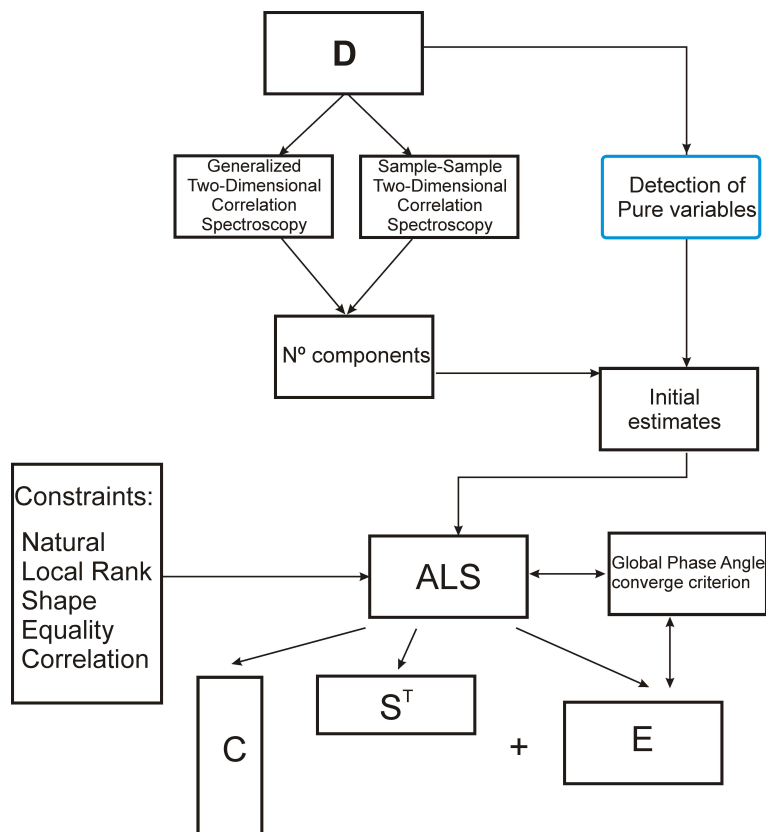 D
Generalized
Two-Dimensional
Correlation
Spectroscopy
Sample-Sample
Two-Dimensional
Correlation
Spectroscopy
Detection of
Pure variables
Nº components
Initial
estimates
Constraints:
Natural
Local Rank
Shape
Equality
Correlation
ALS
Global Phase Angle
converge criterion
C
Sᵀ
+
E